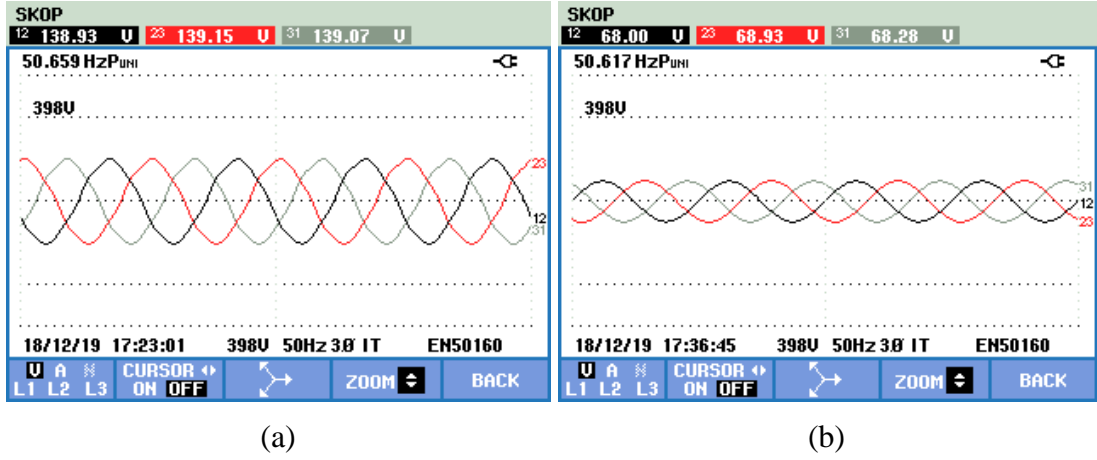 SKOP
12 138.93 V 23 139.15 V 31 139.07 V
50.659 HzPUNI
398V
23
12
31
18/12/19 17:23:01 398V 50Hz 3.Ø IT EN50160
V A N CURSOR
L1 L2 L3 ON OFF ZOOM BACK
(a)
SKOP
12 68.00 V 23 68.93 V 31 68.28 V
50.617 HzPUNI
398V
31
12
23
18/12/19 17:36:45 398V 50Hz 3.Ø IT EN50160
V A N CURSOR
L1 L2 L3 ON OFF ZOOM BACK
(b)